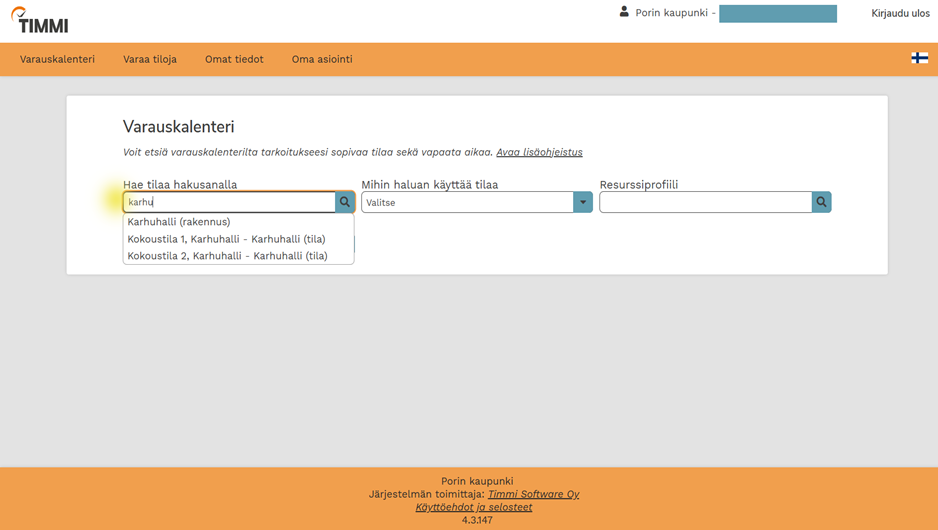 TIMMI
Porin kaupunki -
Kirjaudu ulos
Varauskalenteri
Varaa tiloja
Omat tiedot
Oma asiointi
Varauskalenteri
Voit etsiä varauskalenterilta tarkoitukseesi sopivaa tilaa sekä vapaata aikaa. Avaa lisäohjeistus
Hae tilaa hakusanalla
Mihin haluan käyttää tilaa
Resurssiprofiili
karhu
Valitse
Karhuhalli (rakennus)
Kokoustila 1, Karhuhalli - Karhuhalli (tila)
Kokoustila 2, Karhuhalli - Karhuhalli (tila)
Porin kaupunki
Järjestelmän toimittaja: Timmi Software Oy
Käyttöehdot ja selosteet
4.3.147